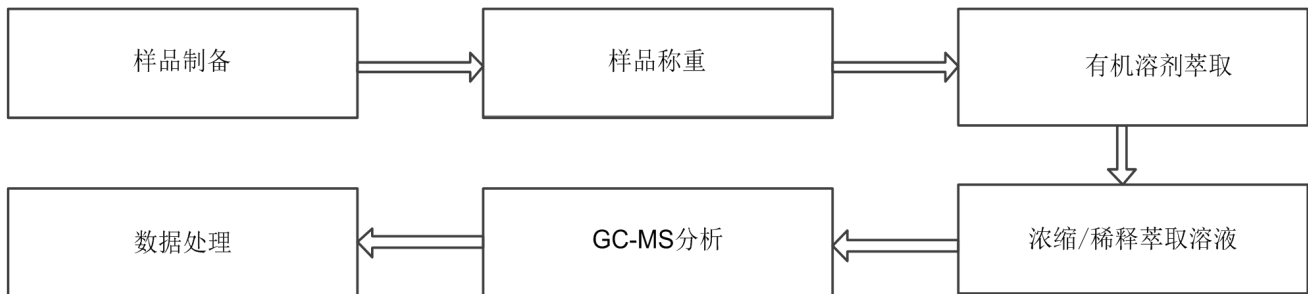 样品制备
样品称重
有机溶剂萃取
浓缩/稀释萃取溶液
GC-MS分析
数据处理